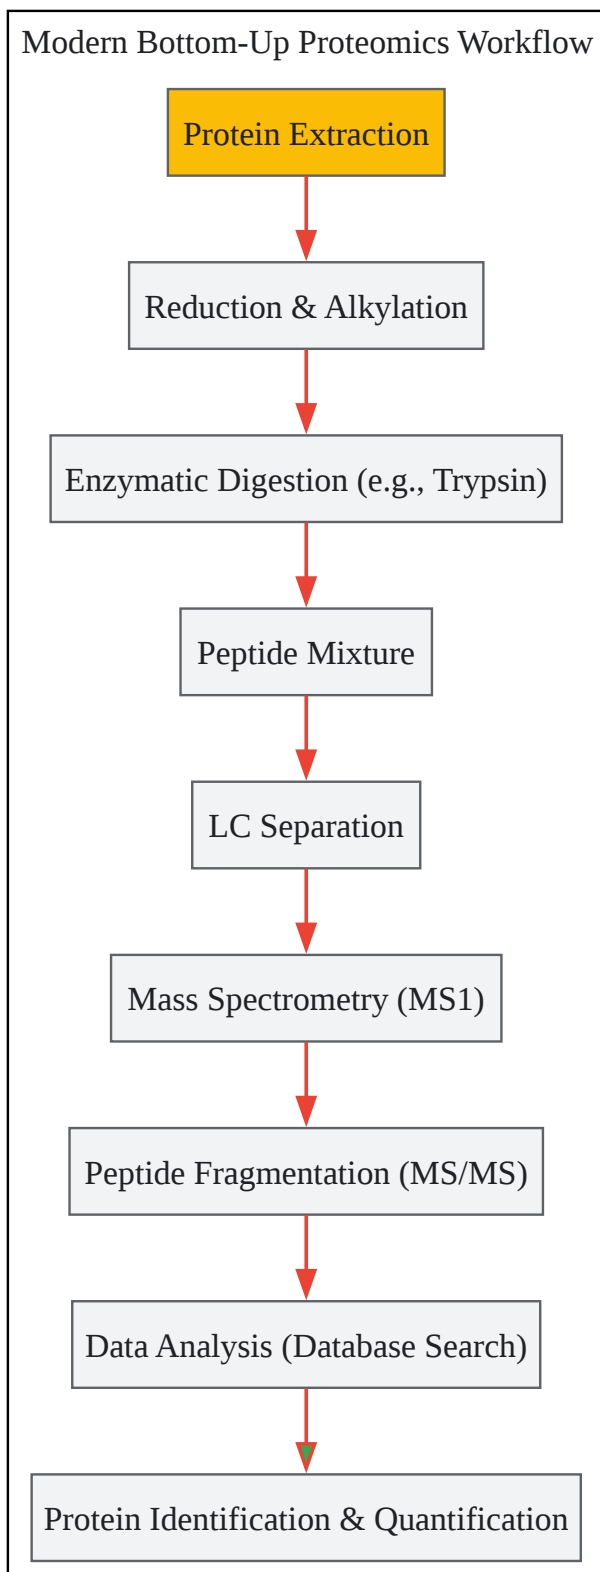 Modern Bottom-Up Proteomics Workflow
Protein Extraction
Reduction & Alkylation
Enzymatic Digestion (e.g., Trypsin)
Peptide Mixture
LC Separation
Mass Spectrometry (MS1)
Peptide Fragmentation (MS/MS)
Data Analysis (Database Search)
Protein Identification & Quantification